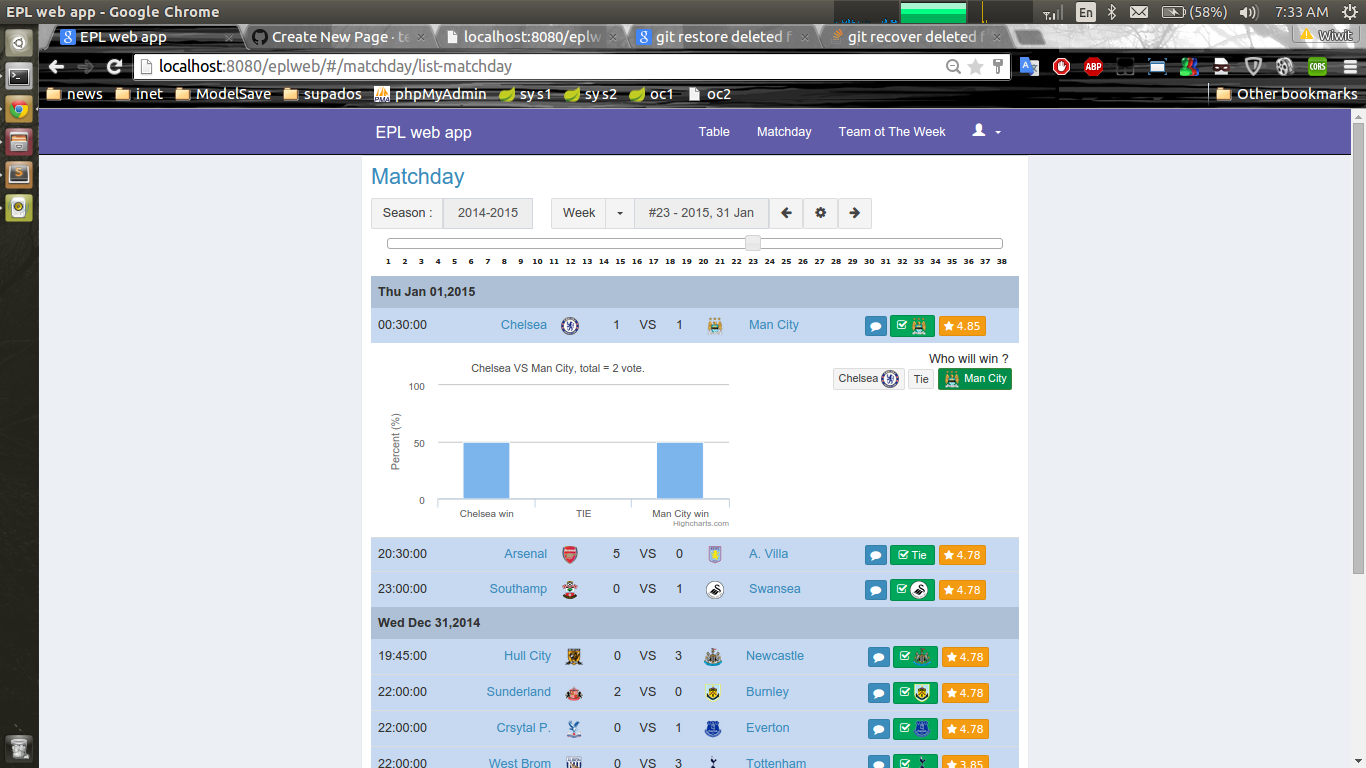 EPL web app - Google Chrome
En
(58%)
7:33 AM
EPL web app
Create New Page · te
localhost:8080/eplw
git restore deleted f
git recover deleted f
Wiwit
localhost:8080/eplweb/#/matchday/list-matchday
ABP
CORS
news inet ModelSave supados phpMyAdmin sys1 sys2 oc1 oc2 Other bookmarks
EPL web app Table Matchday Team ot The Week
Matchday
Season : 2014-2015 Week #23 - 2015, 31 Jan
1 2 3 4 5 6 7 8 9 10 11 12 13 14 15 16 17 18 19 20 21 22 23 24 25 26 27 28 29 30 31 32 33 34 35 36 37 38
Thu Jan 01,2015
00:30:00 Chelsea 1 VS 1 Man City 4.85
Chelsea VS Man City, total = 2 vote.
Who will win ?
Chelsea Tie Man City
Percent (%)
100
50
0
Chelsea win TIE Man City win
Highcharts.com
20:30:00 Arsenal 5 VS 0 A. Villa Tie 4.78
23:00:00 Southamp 0 VS 1 Swansea 4.78
Wed Dec 31,2014
19:45:00 Hull City 0 VS 3 Newcastle 4.78
22:00:00 Sunderland 2 VS 0 Burnley 4.78
22:00:00 Crsytal P. 0 VS 1 Everton 4.78
22:00:00 West Brom 0 VS 3 Tottenham 3.85